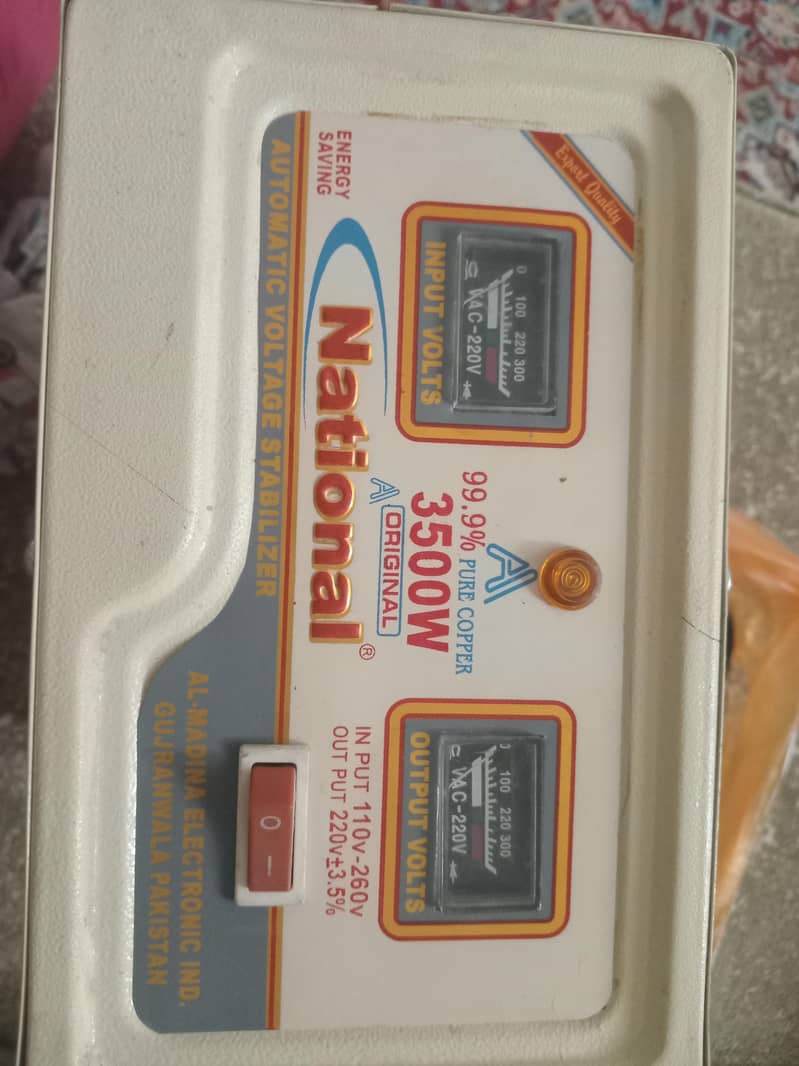 Export Quality
ENERGY
SAVING
0 100 220 300
VAC-220V
INPUT VOLTS
99.9% PURE COPPER
3500W
ORIGINAL
National®
0 100 220 300
VAC-220V
OUTPUT VOLTS
IN PUT 110v-260v
OUT PUT 220v±3.5%
AUTOMATIC VOLTAGE STABILIZER
AL-MADINA ELECTRONIC IND.
GUJRANWALA PAKISTAN
O I